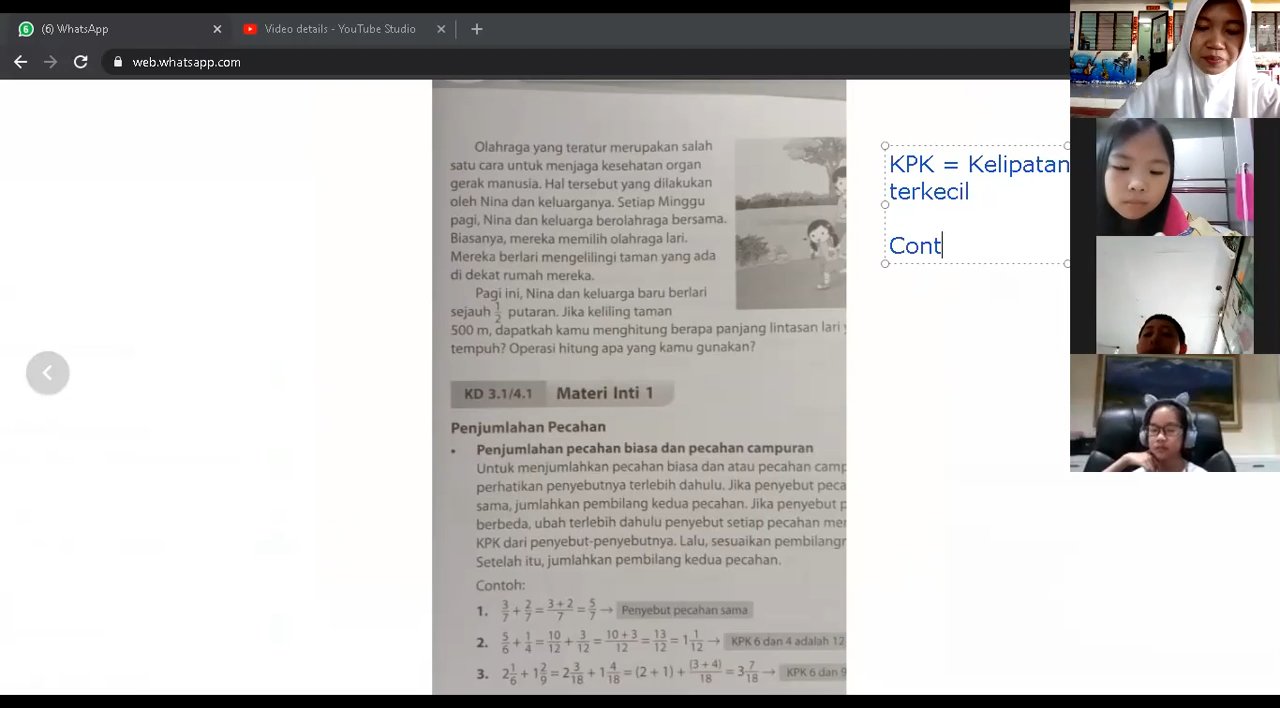 (6) WhatsApp
Video details - YouTube Studio
web.whatsapp.com
Olahraga yang teratur merupakan salah
satu cara untuk menjaga kesehatan organ
gerak manusia. Hal tersebut yang dilakukan
oleh Nina dan keluarganya. Setiap Minggu
pagi, Nina dan keluarga berolahraga bersama.
Biasanya, mereka memilih olahraga lari.
Mereka berlari mengelilingi taman yang ada
di dekat rumah mereka.
Pagi ini, Nina dan keluarga baru berlari
sejauh 1/2 putaran. Jika keliling taman
500 m, dapatkah kamu menghitung berapa panjang lintasan lari
tempuh? Operasi hitung apa yang kamu gunakan?
KD 3.1/4.1 Materi Inti 1
Penjumlahan Pecahan
• Penjumlahan pecahan biasa dan pecahan campuran
Untuk menjumlahkan pecahan biasa dan atau pecahan camp
perhatikan penyebutnya terlebih dahulu. Jika penyebut peca
sama, jumlahkan pembilang kedua pecahan. Jika penyebut p
berbeda, ubah terlebih dahulu penyebut setiap pecahan me
KPK dari penyebut-penyebutnya. Lalu, sesuaikan pembilang
Setelah itu, jumlahkan pembilang kedua pecahan.
Contoh:
1. 3/7 + 2/7 = 3+2/7 = 5/7 → Penyebut pecahan sama
2. 5/6 + 1/4 = 10/12 + 3/12 = 10+3/12 = 13/12 = 1 1/12 → KPK 6 dan 4 adalah 12
3. 2 1/6 + 1 2/9 = 2 3/18 + 1 4/18 = (2 + 1) + (3+4)/18 = 3 7/18 → KPK 6 dan 9
KPK = Kelipatan
terkecil
Cont